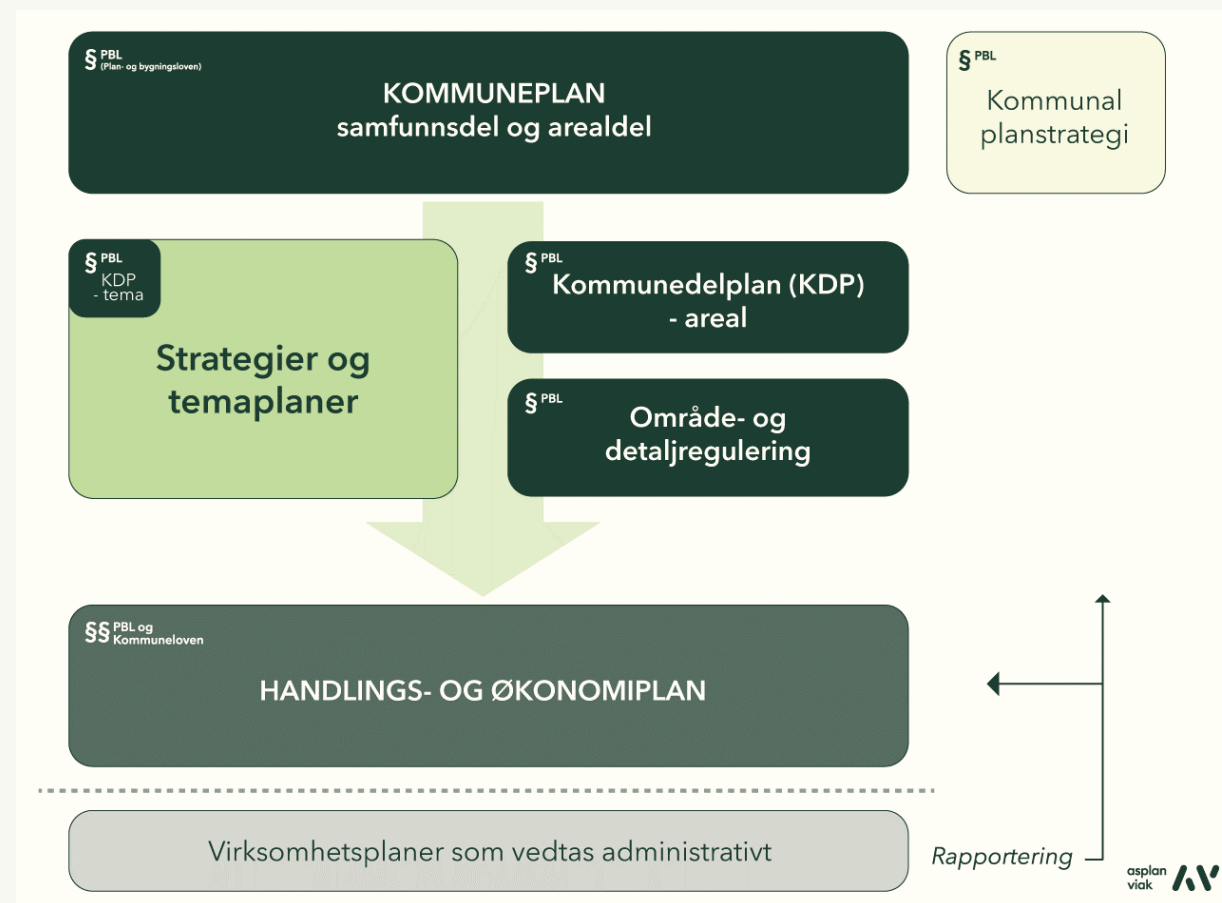 § PBL
(Plan- og bygningsloven)
KOMMUNEPLAN
samfunnsdel og arealdel
§ PBL
Kommunal
planstrategi
§ PBL
KDP
- tema
Strategier og
temaplaner
§ PBL
Kommunedelplan (KDP)
- areal
§ PBL
Område- og
detaljregulering
§§ PBL og
Kommuneloven
HANDLINGS- OG ØKONOMIPLAN
Virksomhetsplaner som vedtas administrativt
Rapportering
asplan
viak